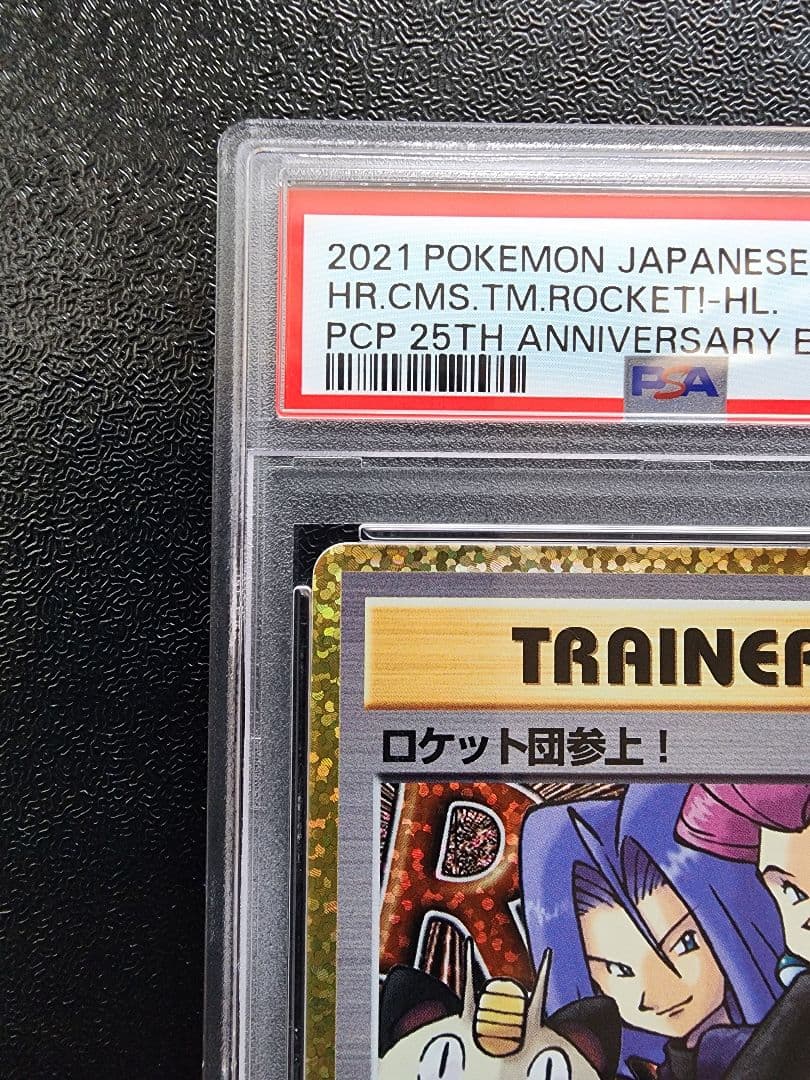 2021 POKEMON JAPANESE
HR.CMS.TM.ROCKET!-HL.
PCP 25TH ANNIVERSARY E
PSA
TRAINER
ロケット団参上！
R